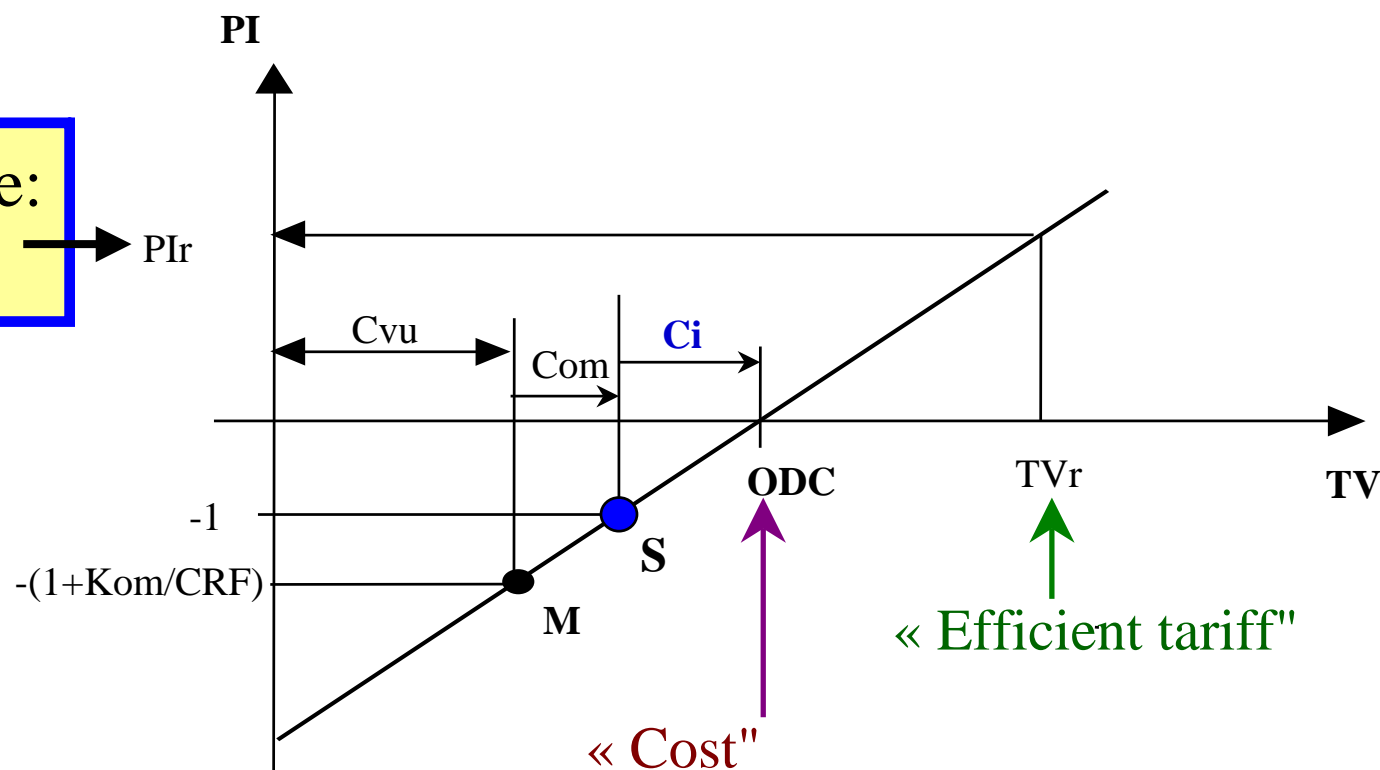 PI
e:
PIr
Cvu
Com
Ci
ODC
TVr
TV
-1
S
-(1+Kom/CRF)
M
« Efficient tariff"
« Cost"